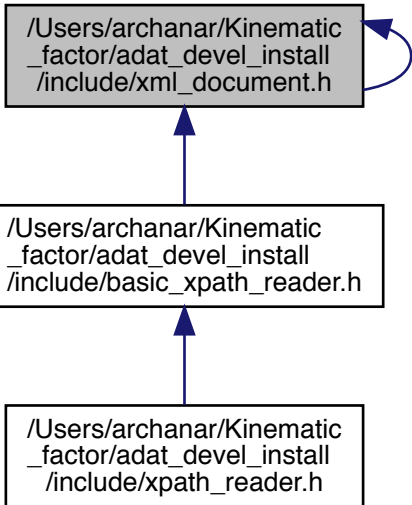 /Users/archanar/Kinematic
_factor/adat_devel_install
/include/xml_document.h
/Users/archanar/Kinematic
_factor/adat_devel_install
/include/basic_xpath_reader.h
/Users/archanar/Kinematic
_factor/adat_devel_install
/include/xpath_reader.h